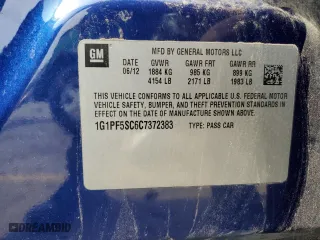 GM
MFD BY GENERAL MOTORS LLC
DATE GVWR GAWR FRT GAWR RR
06/12 1884 KG 985 KG 899 KG
4154 LB 2171 LB 1983 LB
THIS VEHICLE CONFORMS TO ALL APPLICABLE U.S. FEDERAL MOTOR
VEHICLE SAFETY, BUMPER, AND THEFT PREVENTION STANDARDS
IN EFFECT ON THE DATE OF MANUFACTURE SHOWN ABOVE.
1G1PF5SC6C7372383 TYPE: PASS CAR
DREAMBID